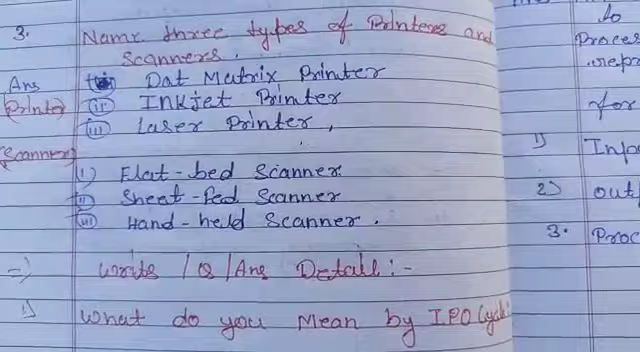 3. Name three types of Printers and
scanners.
Ans (i) Dot Matrix Printer
(Printer) (ii) INKjet Printer
(iii) Laser Printer,
(Scanner)
(i) Flat-bed Scanner.
(ii) Sheet-fed Scanner
(iii) Hand-held Scanner.
=) Write /Q/Ans Detail:-
i) What do you Mean by IPO Cycle
to
Proces
repr
for
1) Info
2) out
3. Proc